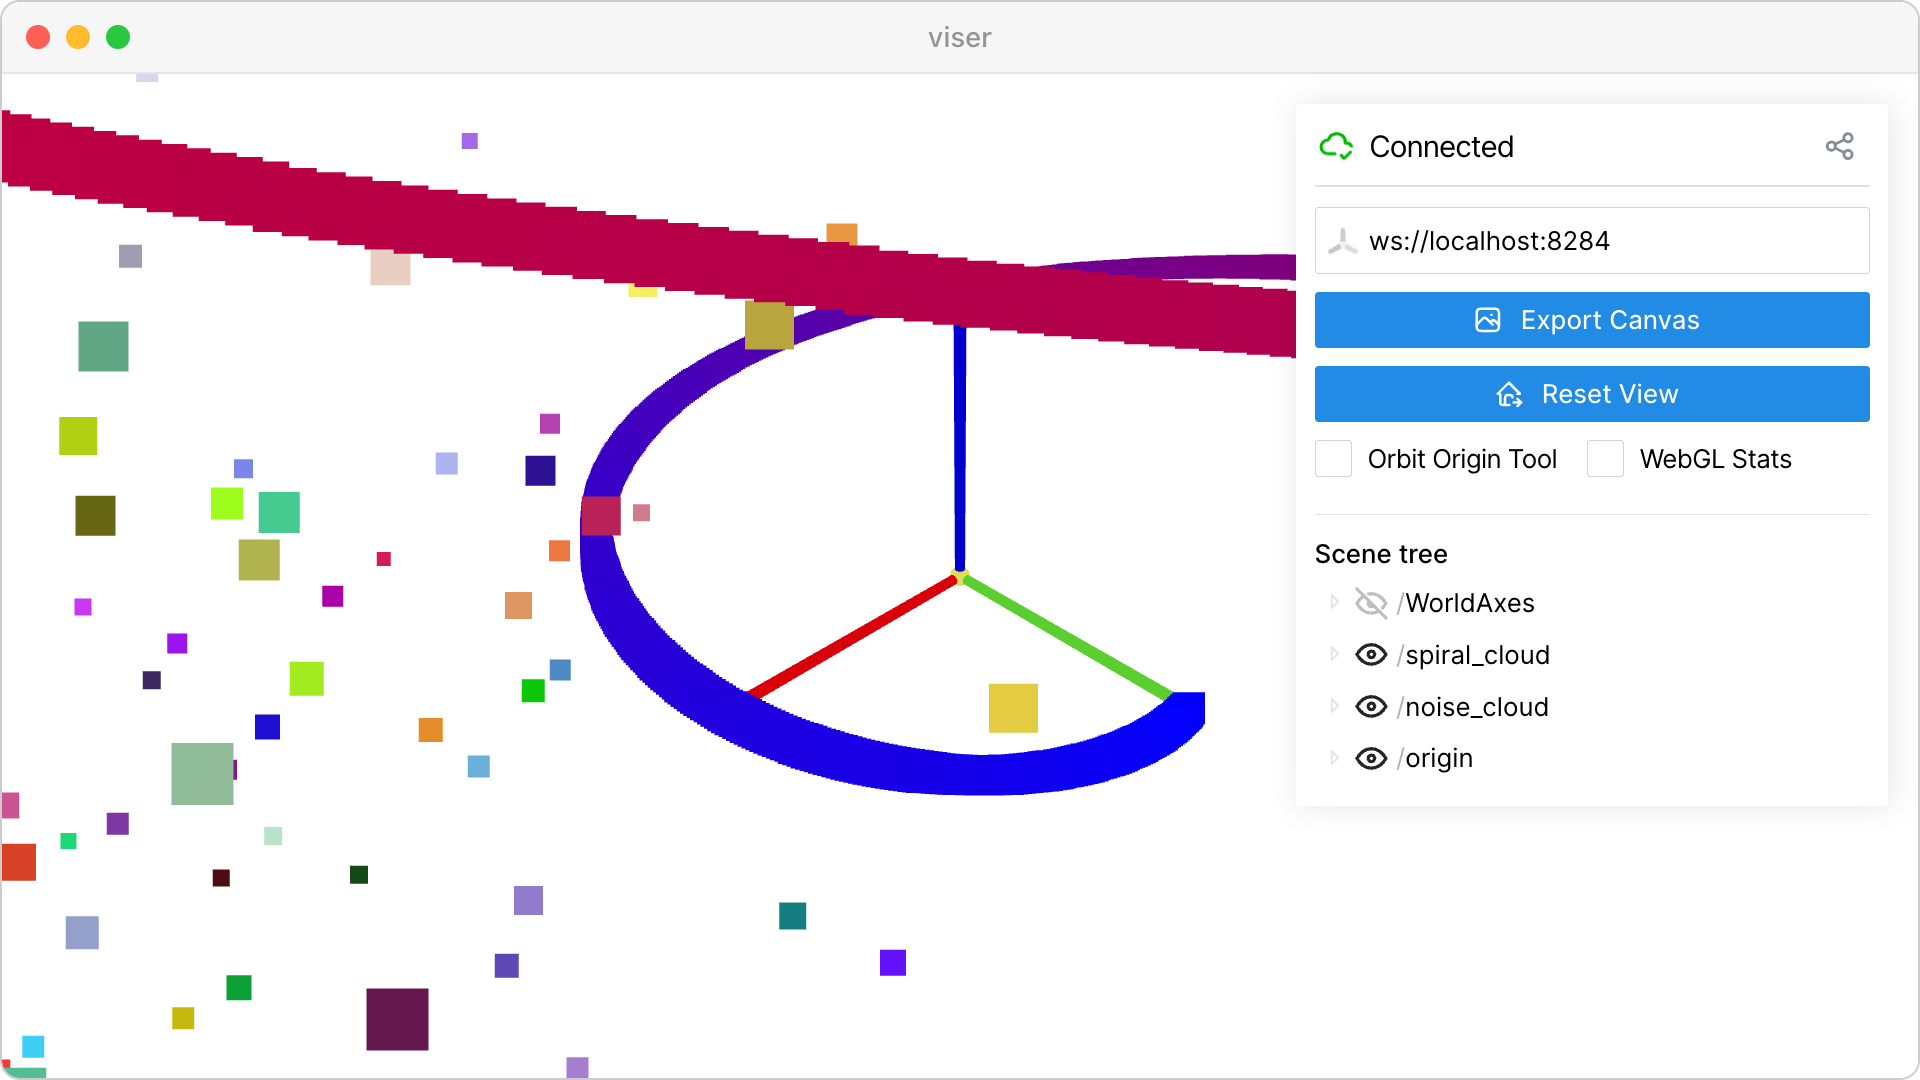 viser
Connected
ws://localhost:8284
Export Canvas
Reset View
Orbit Origin Tool WebGL Stats
Scene tree
/WorldAxes
/spiral_cloud
/noise_cloud
/origin